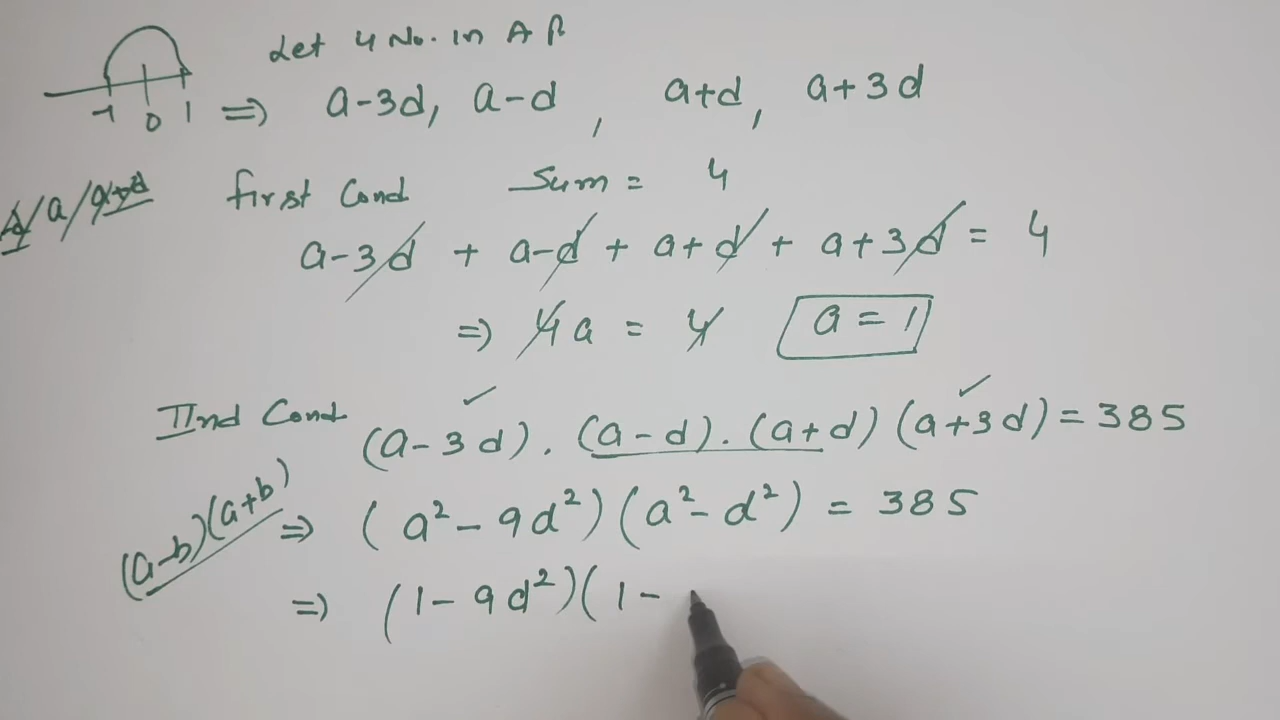 Let 4 No. in A P
-1 0 1
⇒ a-3d, a-d, a+d, a+3d
/a/
first Cond Sum = 4
a-3d + a-d + a+d + a+3d = 4
⇒ 4a = 4 a = 1
IInd Cond
(a-3d).(a-d).(a+d)(a+3d)=385
(a-b)(a+b)
⇒ (a²-9d²)(a²-d²) = 385
⇒ (1-9d²)(1-